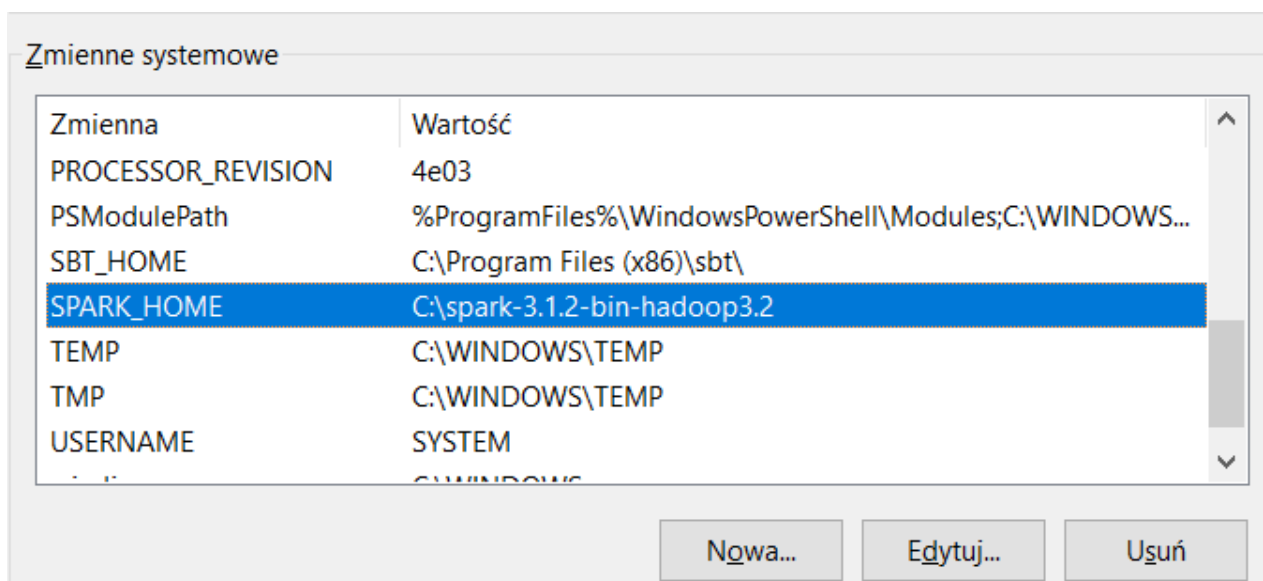 Zmienne systemowe
Zmienna Wartość
PROCESSOR_REVISION 4e03
PSModulePath %ProgramFiles%\WindowsPowerShell\Modules;C:\WINDOWS...
SBT_HOME C:\Program Files (x86)\sbt\
SPARK_HOME C:\spark-3.1.2-bin-hadoop3.2
TEMP C:\WINDOWS\TEMP
TMP C:\WINDOWS\TEMP
USERNAME SYSTEM
C:\WINDOWS
Nowa... Edytuj... Usuń